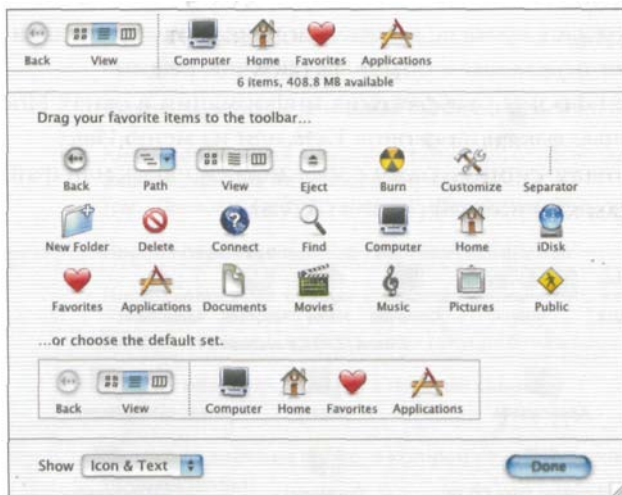 Back View Computer Home Favorites Applications
6 items, 408.8 MB available
Drag your favorite items to the toolbar...
Back Path View Eject Burn Customize Separator
New Folder Delete Connect Find Computer Home iDisk
Favorites Applications Documents Movies Music Pictures Public
...or choose the default set.
Back View Computer Home Favorites Applications
Show Icon & Text Done